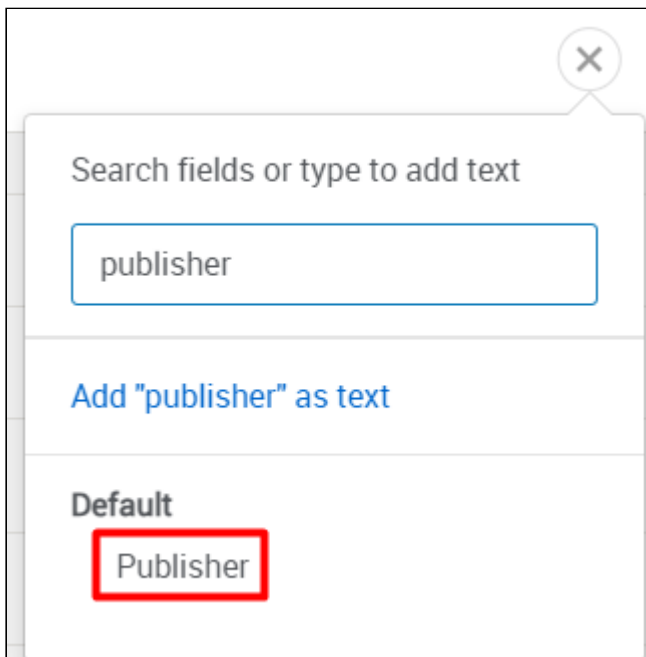 Search fields or type to add text
publisher
Add "publisher" as text
Default
Publisher